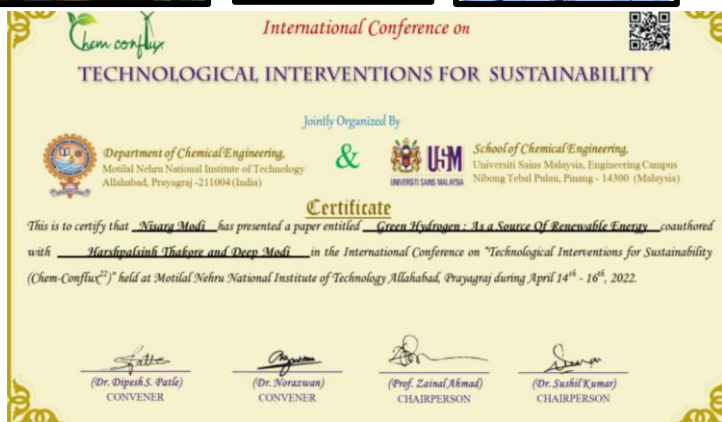 Chem conflux
International Conference on
TECHNOLOGICAL INTERVENTIONS FOR SUSTAINABILITY
Jointly Organized By
Department of Chemical Engineering,
Motilal Nehru National Institute of Technology
Allahabad, Prayagraj -211004 (India)
&
USM
UNIVERSITI SAINS MALAYSIA
School of Chemical Engineering,
Universiti Sains Malaysia, Engineering Campus
Nibong Tebal Pulau, Pinang - 14300 (Malaysia)
Certificate
This is to certify that Nisarg Modi has presented a paper entitled Green Hydrogen : As a Source Of Renewable Energy coauthored
with Harshpalsinh Thakore and Deep Modi in the International Conference on "Technological Interventions for Sustainability
(Chem-Conflux²²)" held at Motilal Nehru National Institute of Technology Allahabad, Prayagraj during April 14th - 16th, 2022.
(Dr. Dipesh S. Patle)
CONVENER
(Dr. Norazwan)
CONVENER
(Prof. Zainal Ahmad)
CHAIRPERSON
(Dr. Sushil Kumar)
CHAIRPERSON